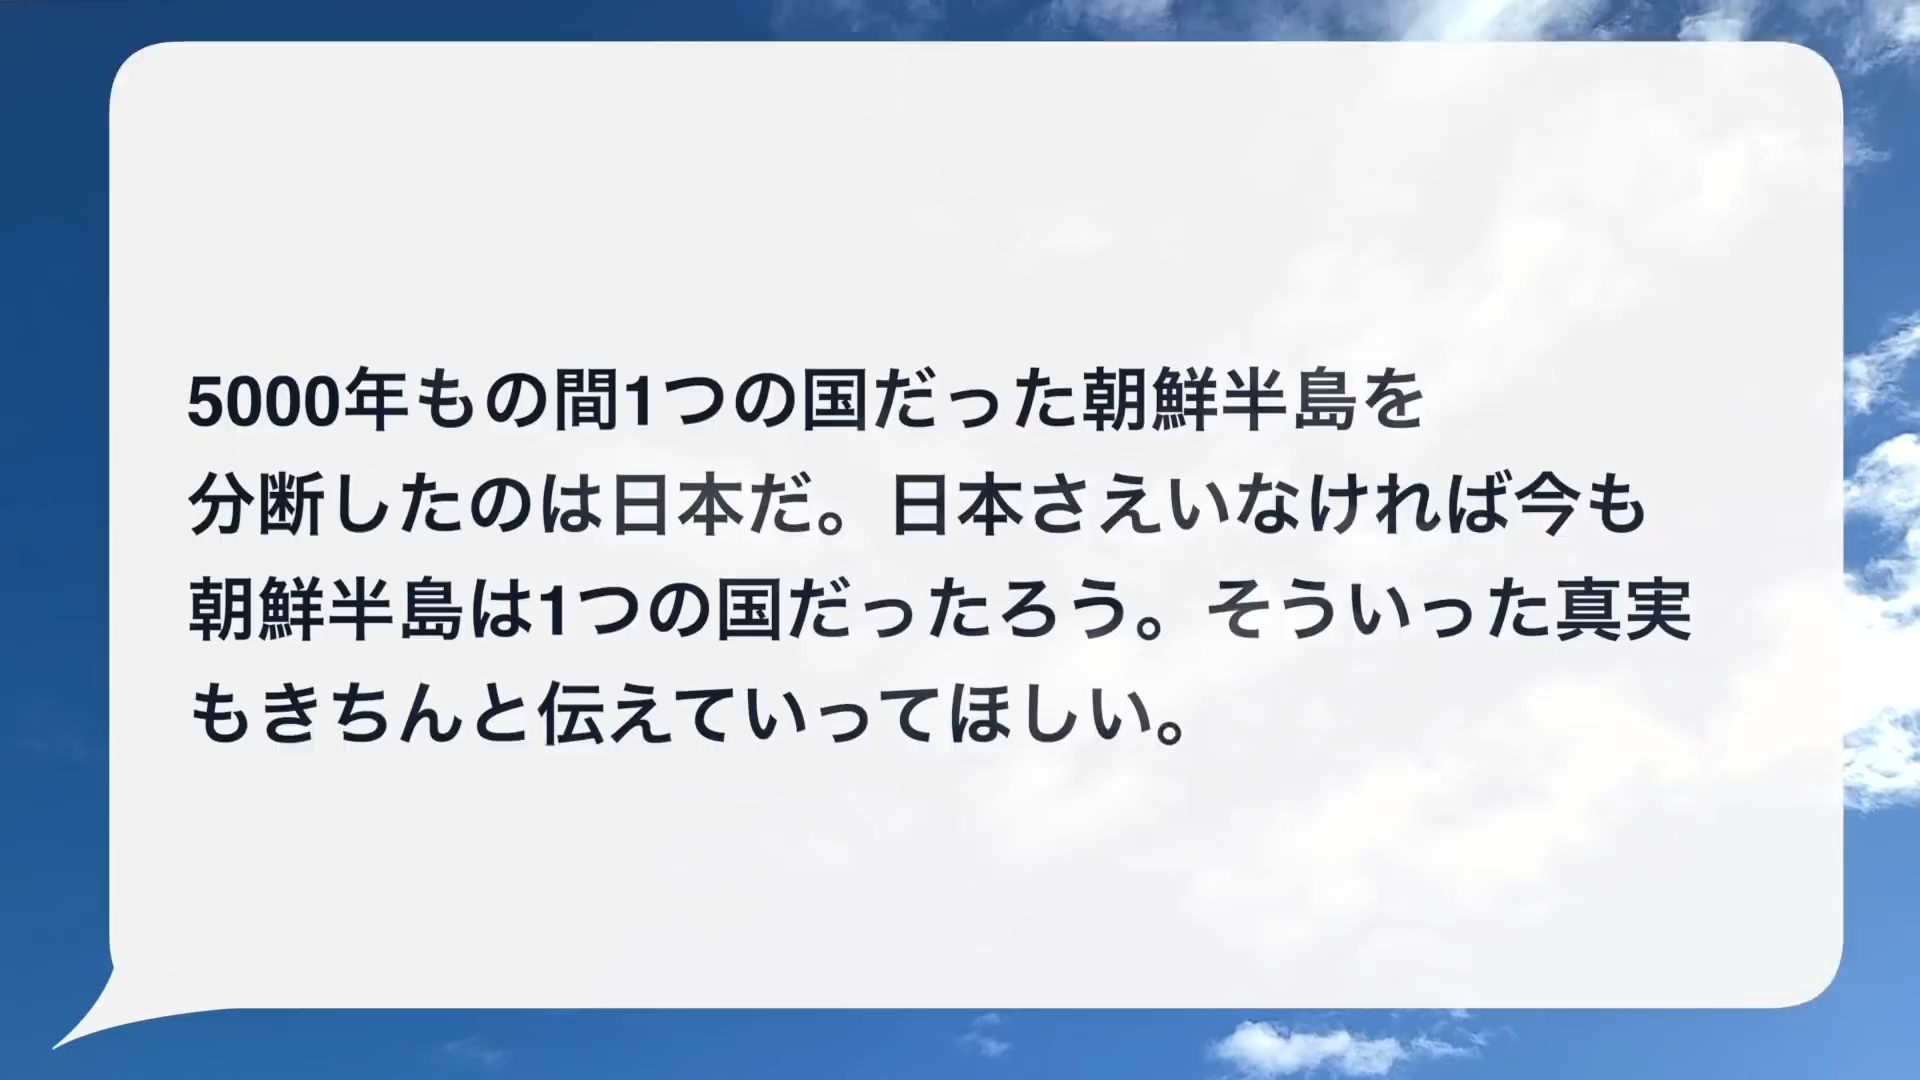 5000年もの間1つの国だった朝鮮半島を
分断したのは日本だ。日本さえいなければ今も
朝鮮半島は1つの国だったろう。そういった真実
もきちんと伝えていってほしい。